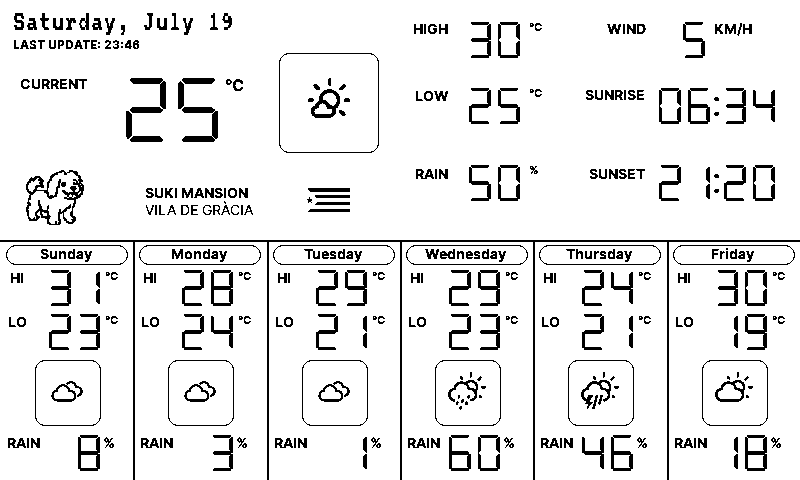 Saturday, July 19
LAST UPDATE: 23:46
CURRENT 25 °C
SUKI MANSION
VILA DE GRÀCIA
HIGH 30 °C
LOW 25 °C
RAIN 50 %
WIND 5 KM/H
SUNRISE 06:34
SUNSET 21:20
Sunday
HI 31 °C
LO 23 °C
RAIN 8 %
Monday
HI 28 °C
LO 24 °C
RAIN 3 %
Tuesday
HI 29 °C
LO 21 °C
RAIN 1 %
Wednesday
HI 29 °C
LO 23 °C
RAIN 60 %
Thursday
HI 24 °C
LO 21 °C
RAIN 46 %
Friday
HI 30 °C
LO 19 °C
RAIN 18 %